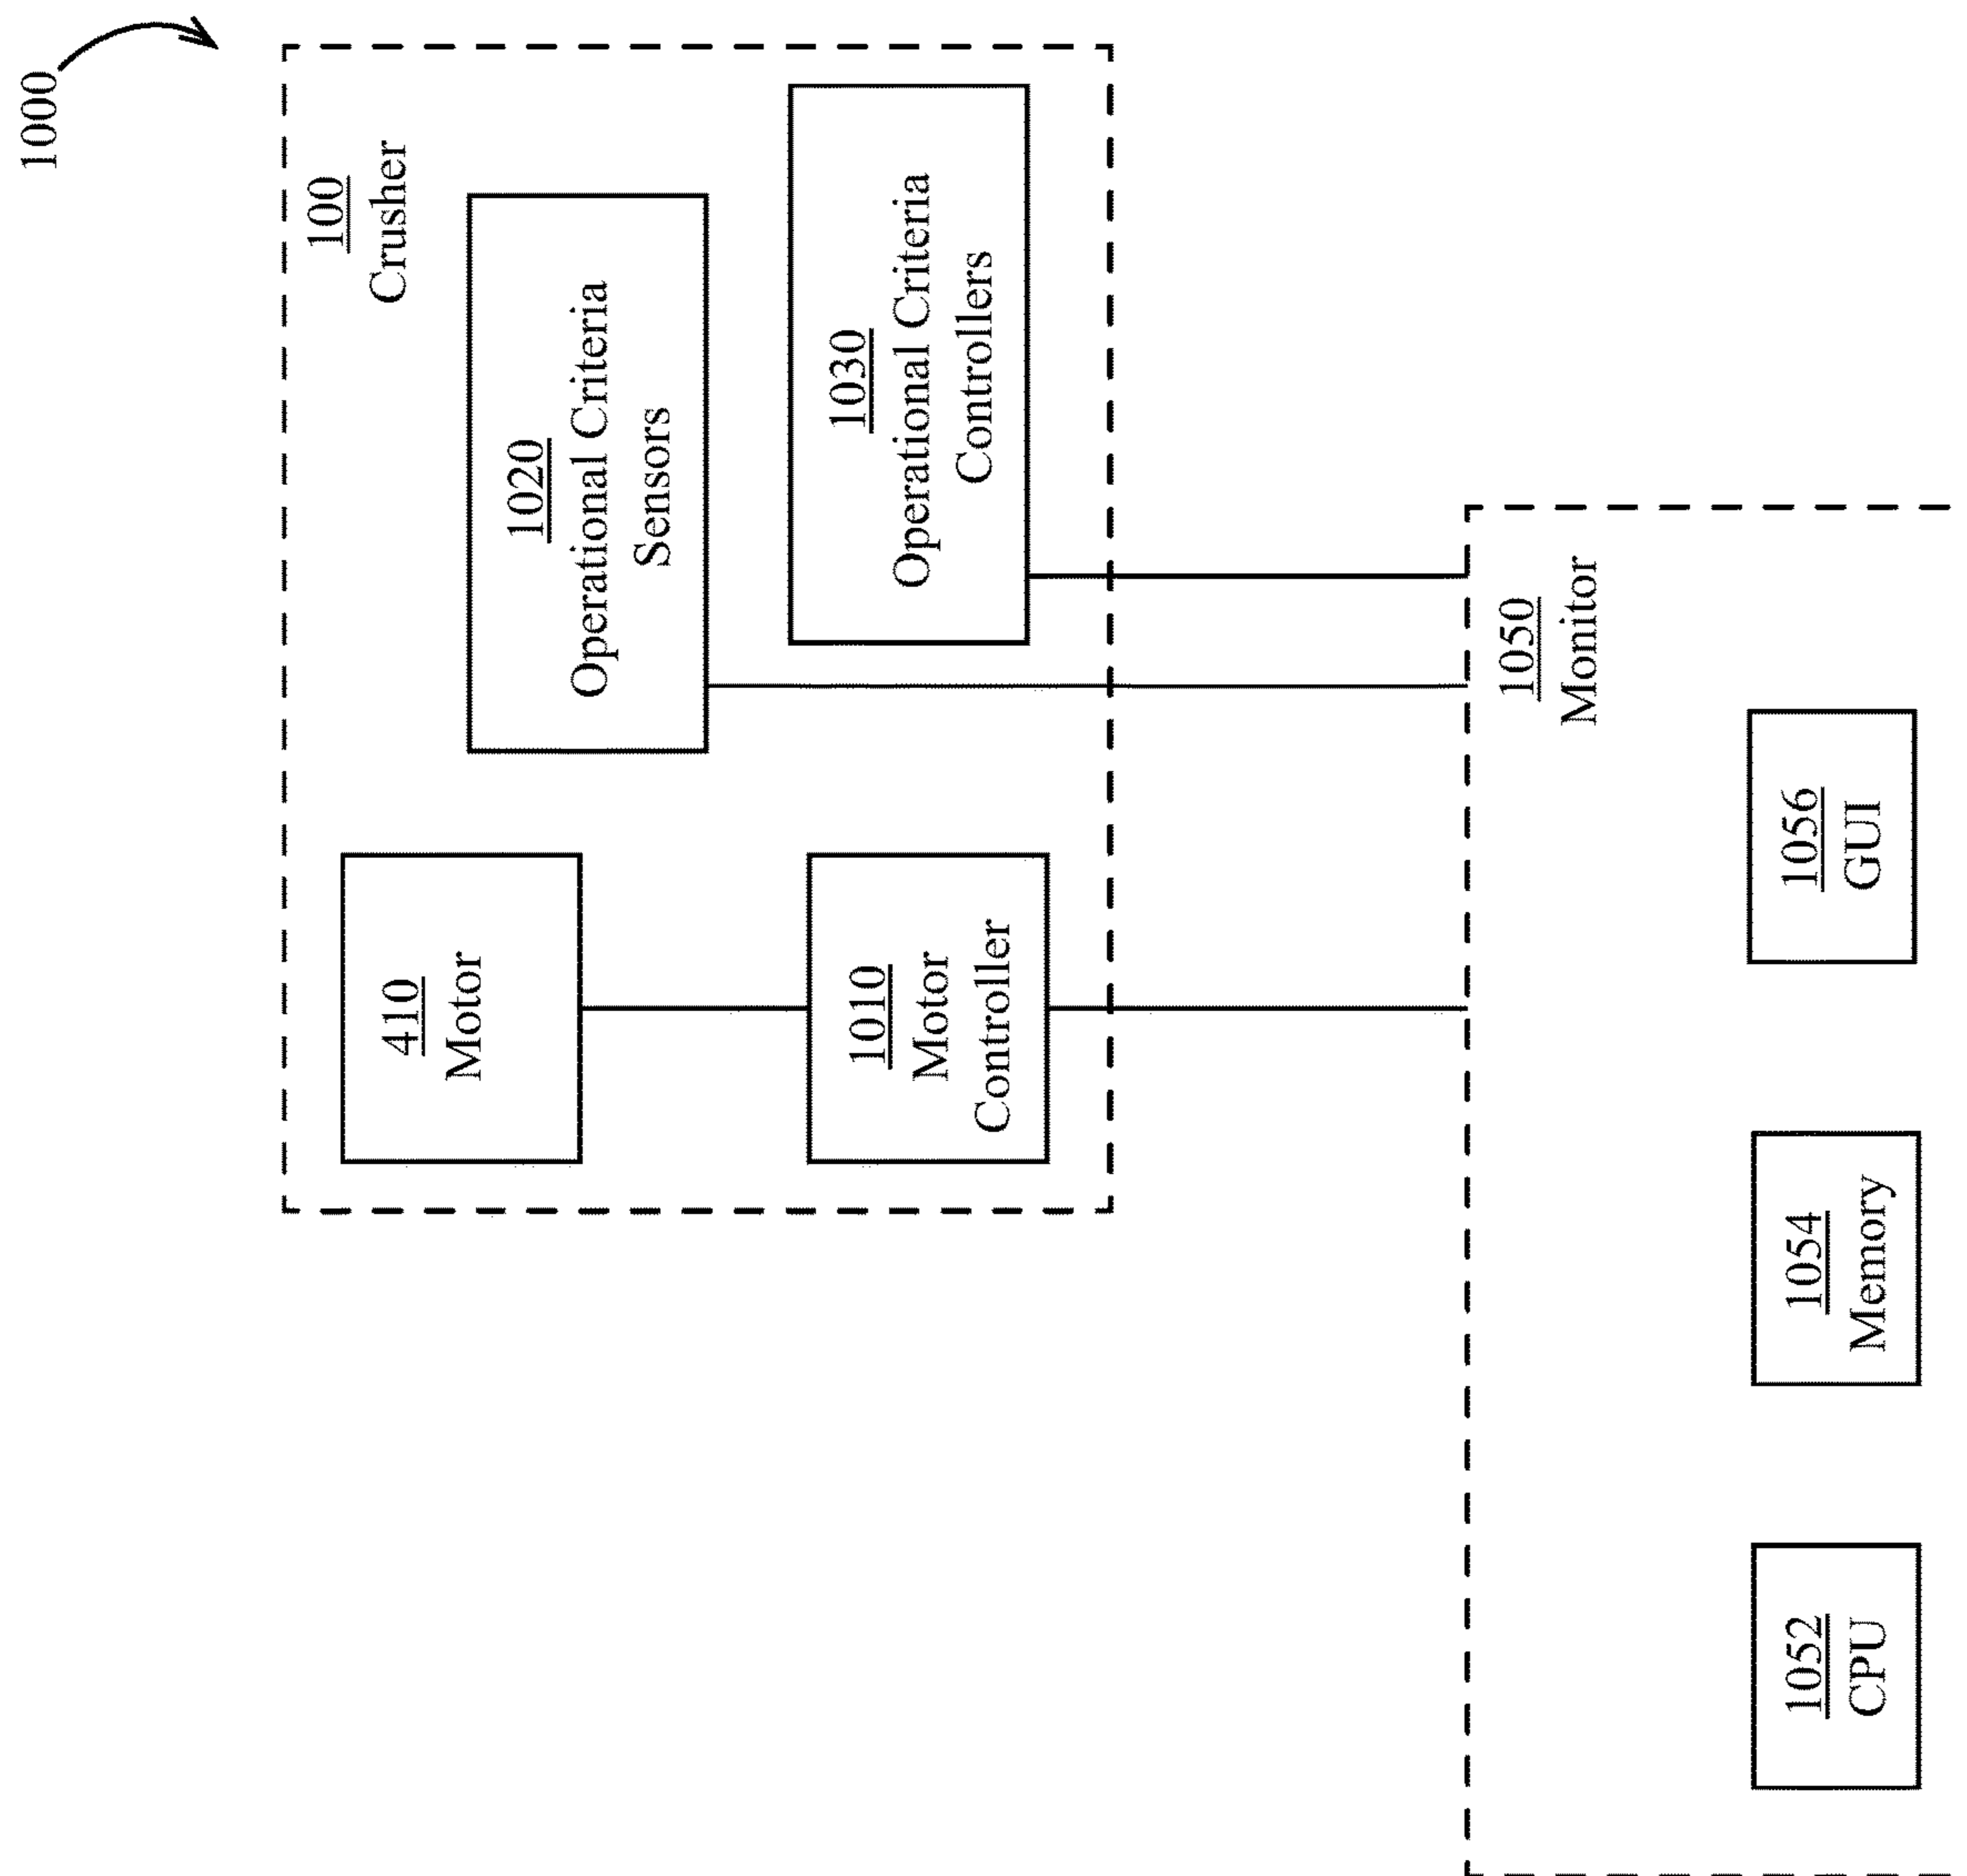 1000
100
Crusher
410
Motor
1020
Operational Criteria
Sensors
1010
Motor
Controller
1030
Operational Criteria
Controllers
1050
Monitor
1052
CPU
1054
Memory
1056
GUI